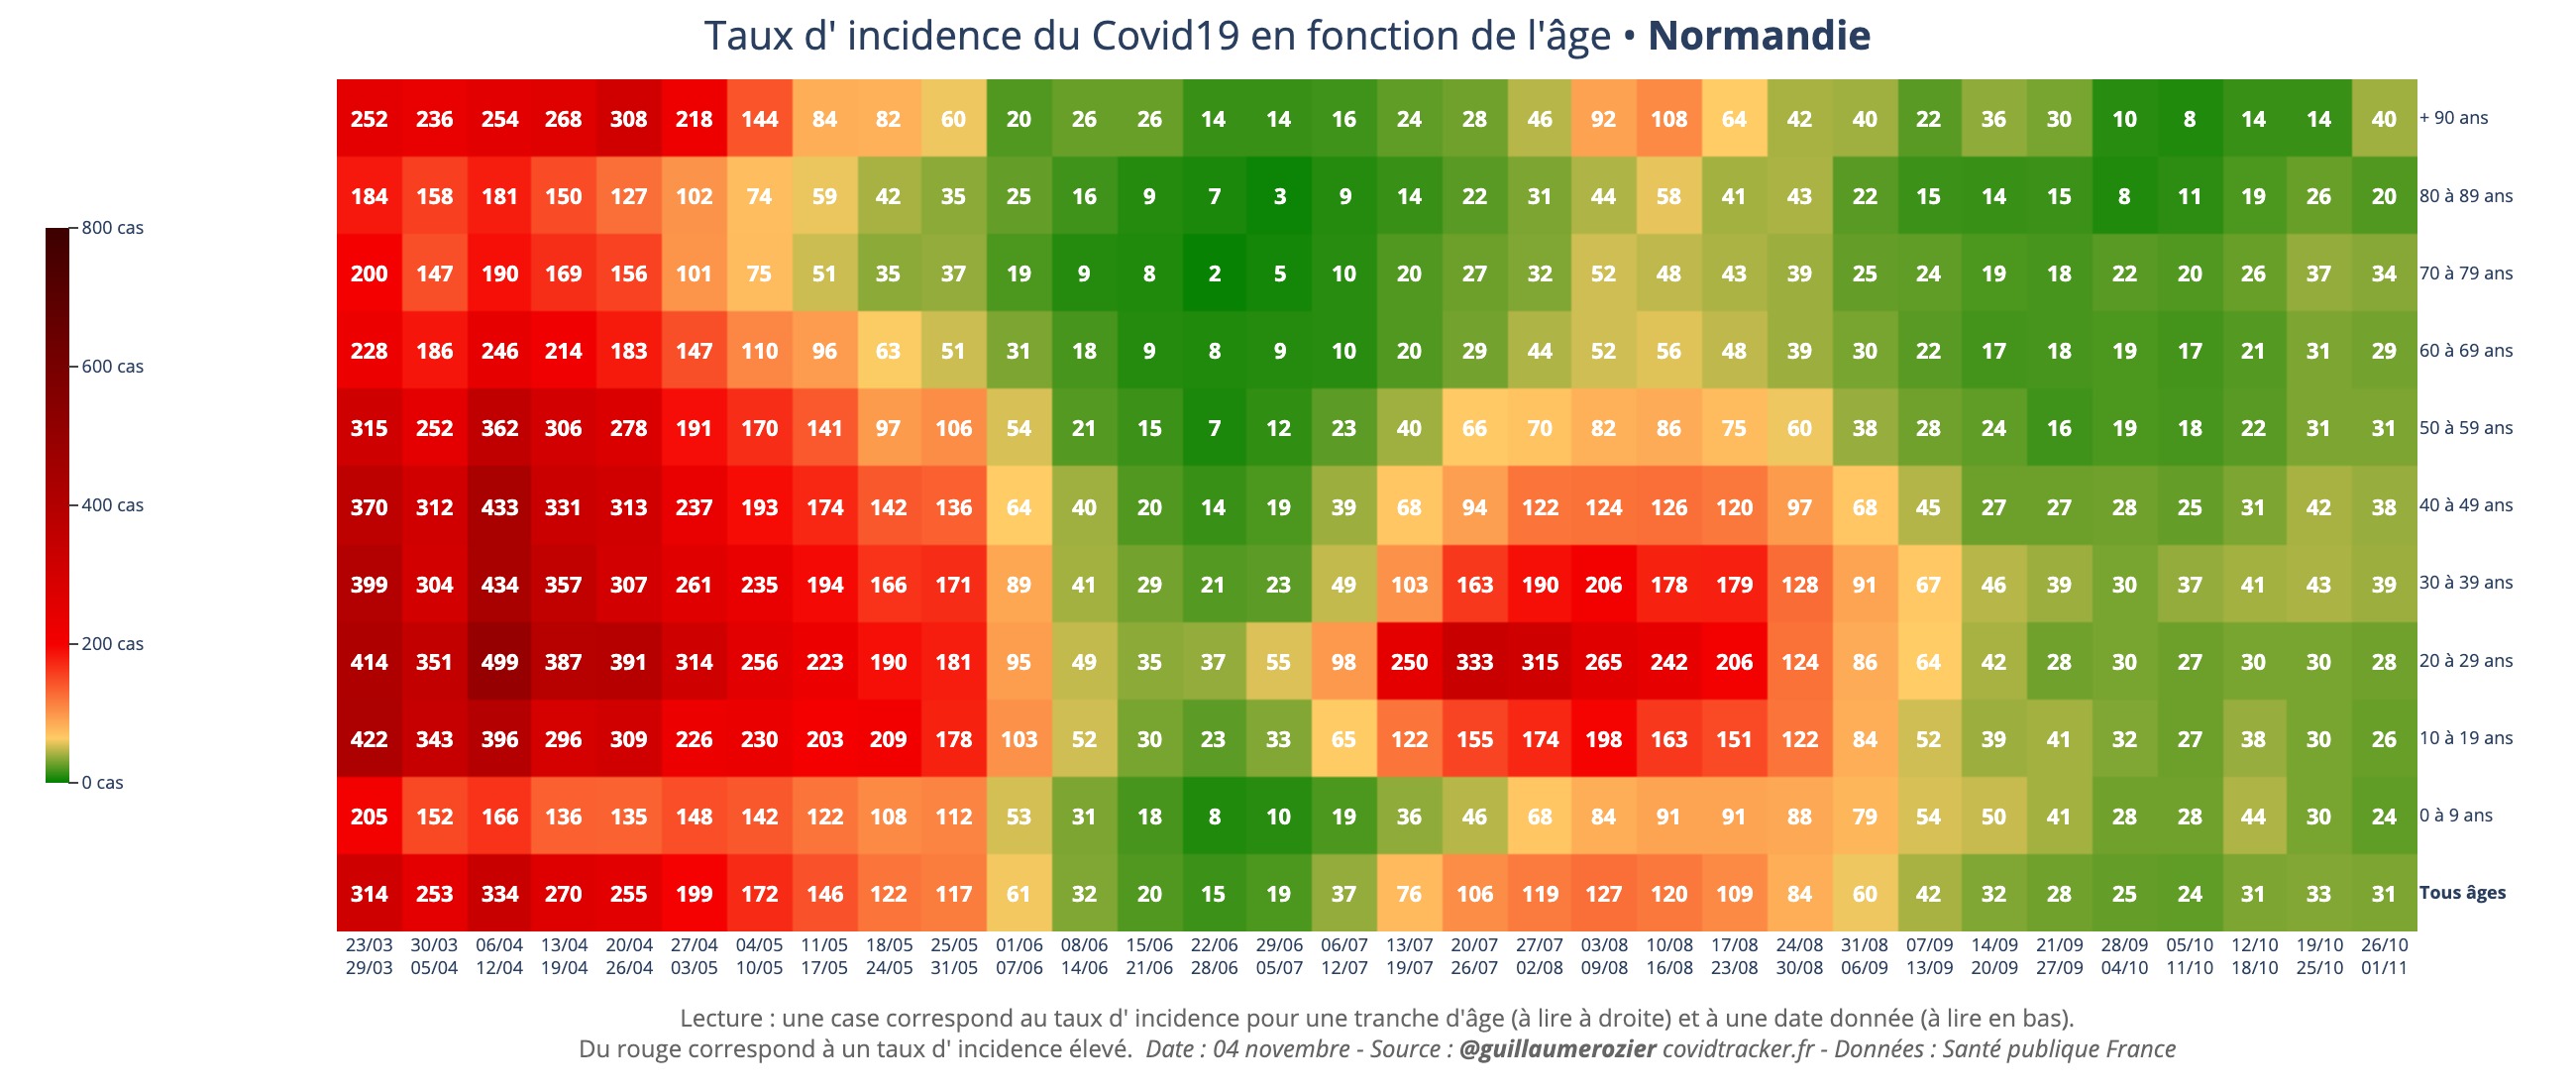 Taux d' incidence du Covid19 en fonction de l'âge • Normandie
800 cas
600 cas
400 cas
200 cas
0 cas
252 236 254 268 308 218 144 84 82 60 20 26 26 14 14 16 24 28 46 92 108 64 42 40 22 36 30 10 8 14 14 40 + 90 ans
184 158 181 150 127 102 74 59 42 35 25 16 9 7 3 9 14 22 31 44 58 41 43 22 15 14 15 8 11 19 26 20 80 à 89 ans
200 147 190 169 156 101 75 51 35 37 19 9 8 2 5 10 20 27 32 52 48 43 39 25 24 19 18 22 20 26 37 34 70 à 79 ans
228 186 246 214 183 147 110 96 63 51 31 18 9 8 9 10 20 29 44 52 56 48 39 30 22 17 18 19 17 21 31 29 60 à 69 ans
315 252 362 306 278 191 170 141 97 106 54 21 15 7 12 23 40 66 70 82 86 75 60 38 28 24 16 19 18 22 31 31 50 à 59 ans
370 312 433 331 313 237 193 174 142 136 64 40 20 14 19 39 68 94 122 124 126 120 97 68 45 27 27 28 25 31 42 38 40 à 49 ans
399 304 434 357 307 261 235 194 166 171 89 41 29 21 23 49 103 163 190 206 178 179 128 91 67 46 39 30 37 41 43 39 30 à 39 ans
414 351 499 387 391 314 256 223 190 181 95 49 35 37 55 98 250 333 315 265 242 206 124 86 64 42 28 30 27 30 30 28 20 à 29 ans
422 343 396 296 309 226 230 203 209 178 103 52 30 23 33 65 122 155 174 198 163 151 122 84 52 39 41 32 27 38 30 26 10 à 19 ans
205 152 166 136 135 148 142 122 108 112 53 31 18 8 10 19 36 46 68 84 91 91 88 79 54 50 41 28 28 44 30 24 0 à 9 ans
314 253 334 270 255 199 172 146 122 117 61 32 20 15 19 37 76 106 119 127 120 109 84 60 42 32 28 25 24 31 33 31 Tous âges
23/03 30/03 06/04 13/04 20/04 27/04 04/05 11/05 18/05 25/05 01/06 08/06 15/06 22/06 29/06 06/07 13/07 20/07 27/07 03/08 10/08 17/08 24/08 31/08 07/09 14/09 21/09 28/09 05/10 12/10 19/10 26/10
29/03 05/04 12/04 19/04 26/04 03/05 10/05 17/05 24/05 31/05 07/06 14/06 21/06 28/06 05/07 12/07 19/07 26/07 02/08 09/08 16/08 23/08 30/08 06/09 13/09 20/09 27/09 04/10 11/10 18/10 25/10 01/11
Lecture : une case correspond au taux d' incidence pour une tranche d'âge (à lire à droite) et à une date donnée (à lire en bas).
Du rouge correspond à un taux d' incidence élevé. Date : 04 novembre - Source : @guillaumerozier covidtracker.fr - Données : Santé publique France